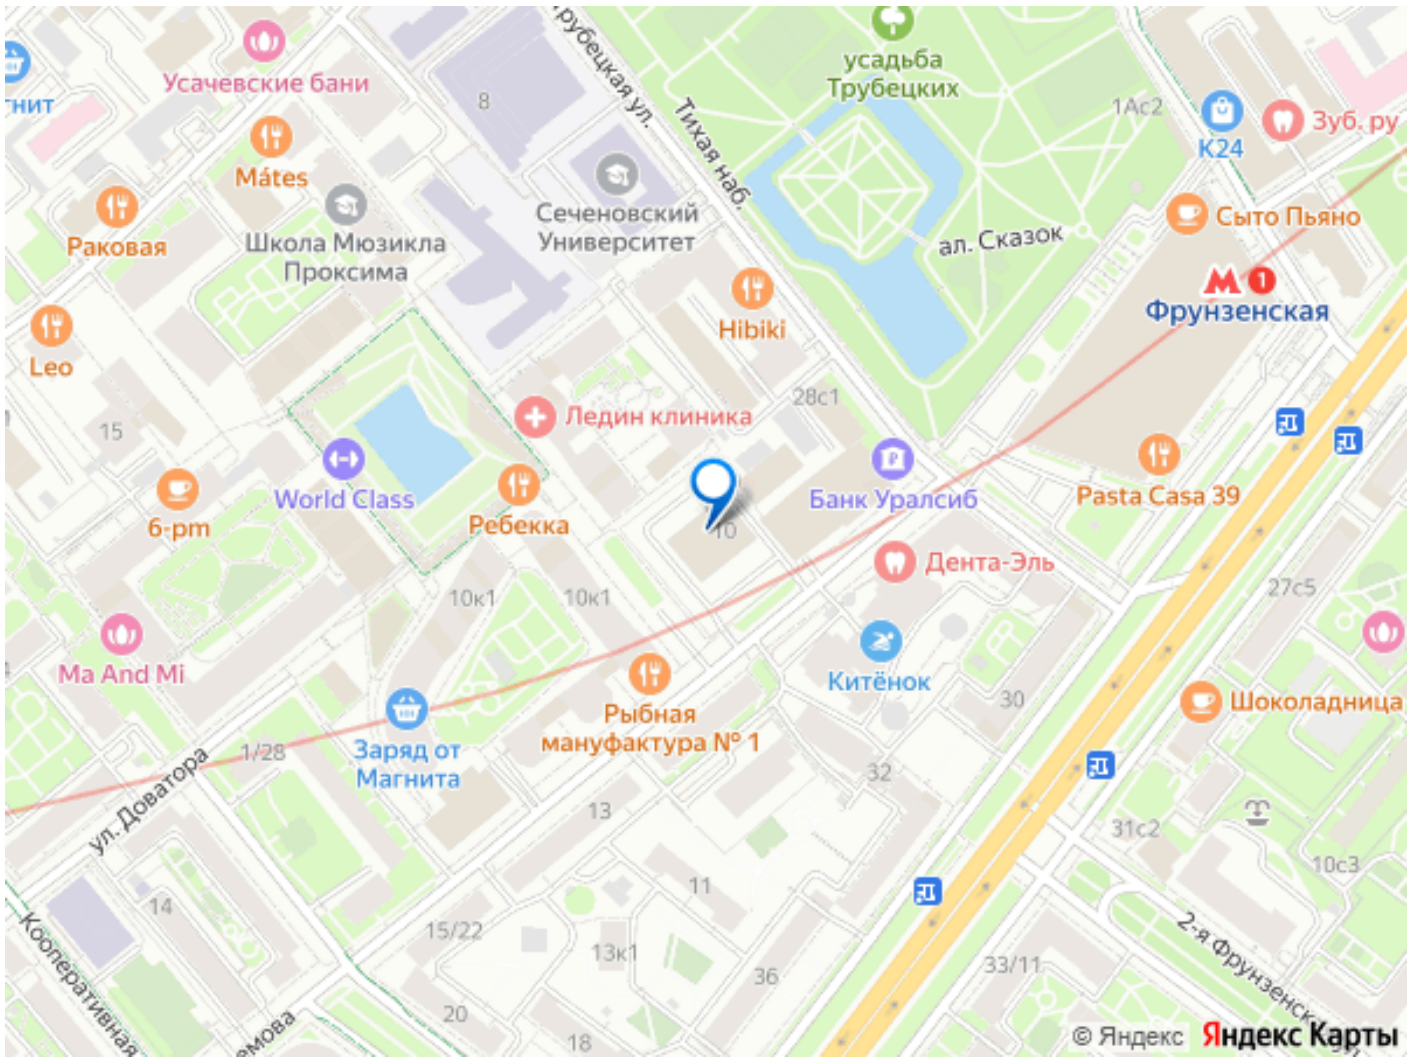 усадьба
Трубецких
Усачевские бани
гнит
Трубецкая ул.
8
Тихая наб.
1Ас2
К24
Зуб. ру
Mátes
Раковая
Школа Мюзикла
Проксима
Сеченовский
Университет
ал. Сказок
Сыто Пьяно
М 1
Фрунзенская
Hibiki
Leo
28с1
15
Ледин клиника
World Class
6-pm
Ребекка
10
Банк Уралсиб
Pasta Casa 39
Дента-Эль
10к1
10к1
27с5
Ma And Mi
Китёнок
30
Шоколадница
Рыбная
мануфактура № 1
Заряд от
Магнита
1/28
ул. Доватора
32
13
31с2
10с3
11
14
15/22
13к1
36
33/11
2-я Фрунзенск
Кооперативная
20
18
емова
© Яндекс Яндекс Карты